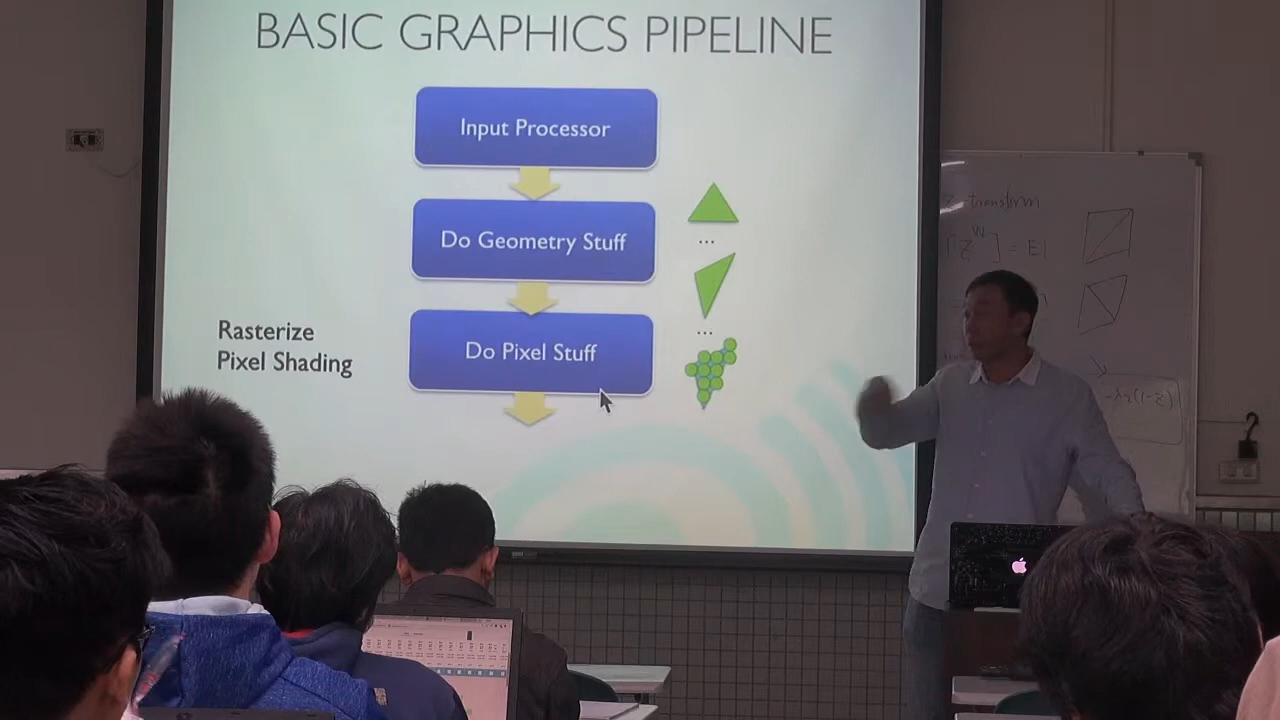 BASIC GRAPHICS PIPELINE
Input Processor
Do Geometry Stuff
...
...
Rasterize
Pixel Shading
Do Pixel Stuff
Z-transform